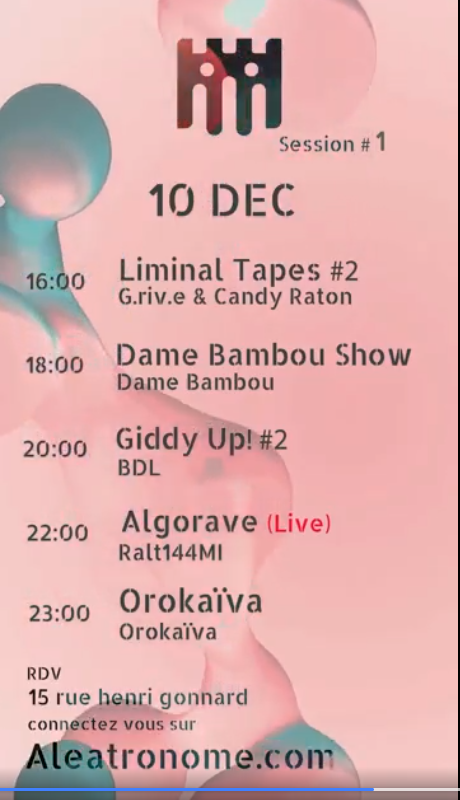 Session # 1
10 DEC
16:00 Liminal Tapes #2
G.riv.e & Candy Raton
18:00 Dame Bambou Show
Dame Bambou
20:00 Giddy Up! #2
BDL
22:00 Algorave (Live)
Ralt144MI
23:00 Orokaïva
Orokaïva
RDV
15 rue henri gonnard
connectez vous sur
Aleatronome.com